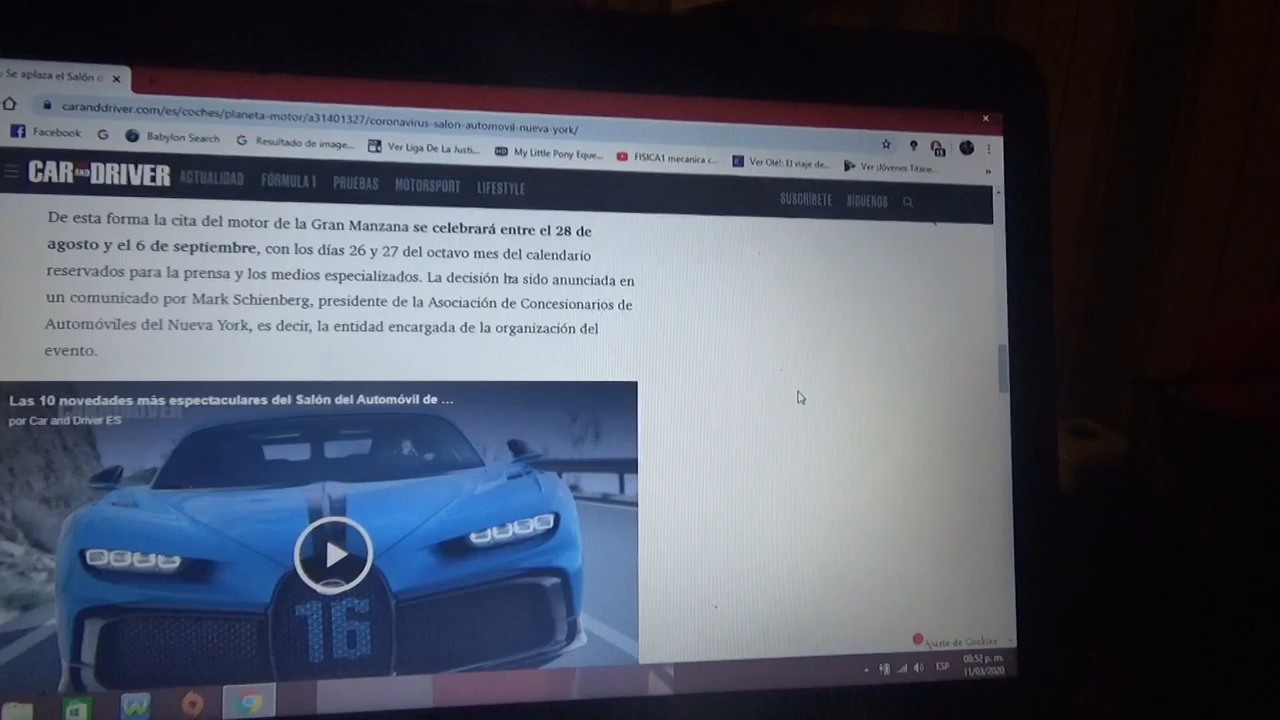 Se aplaza el Salón
caranddriver.com/es/coches/planeta-motor/a31401327/coronavirus-salon-automovil-nueva-york/
Facebook
Babylon Search
Resultado de image...
Ver Liga De La Justi...
My Little Pony Eque...
FISICA1 mecanica c...
Ver Olé!: El viaje de...
Ver Jóvenes Titane...
CAR AND DRIVER
ACTUALIDAD FÓRMULA 1 PRUEBAS MOTORSPORT LIFESTYLE
SUSCRÍBETE SÍGUENOS
De esta forma la cita del motor de la Gran Manzana se celebrará entre el 28 de
agosto y el 6 de septiembre, con los días 26 y 27 del octavo mes del calendario
reservados para la prensa y los medios especializados. La decisión ha sido anunciada en
un comunicado por Mark Schienberg, presidente de la Asociación de Concesionarios de
Automóviles del Nueva York, es decir, la entidad encargada de la organización del
evento.
Las 10 novedades más espectaculares del Salón del Automóvil de ...
por Car and Driver ES
16
Ajuste de Cookies
ESP
08:52 p. m.
11/03/2020